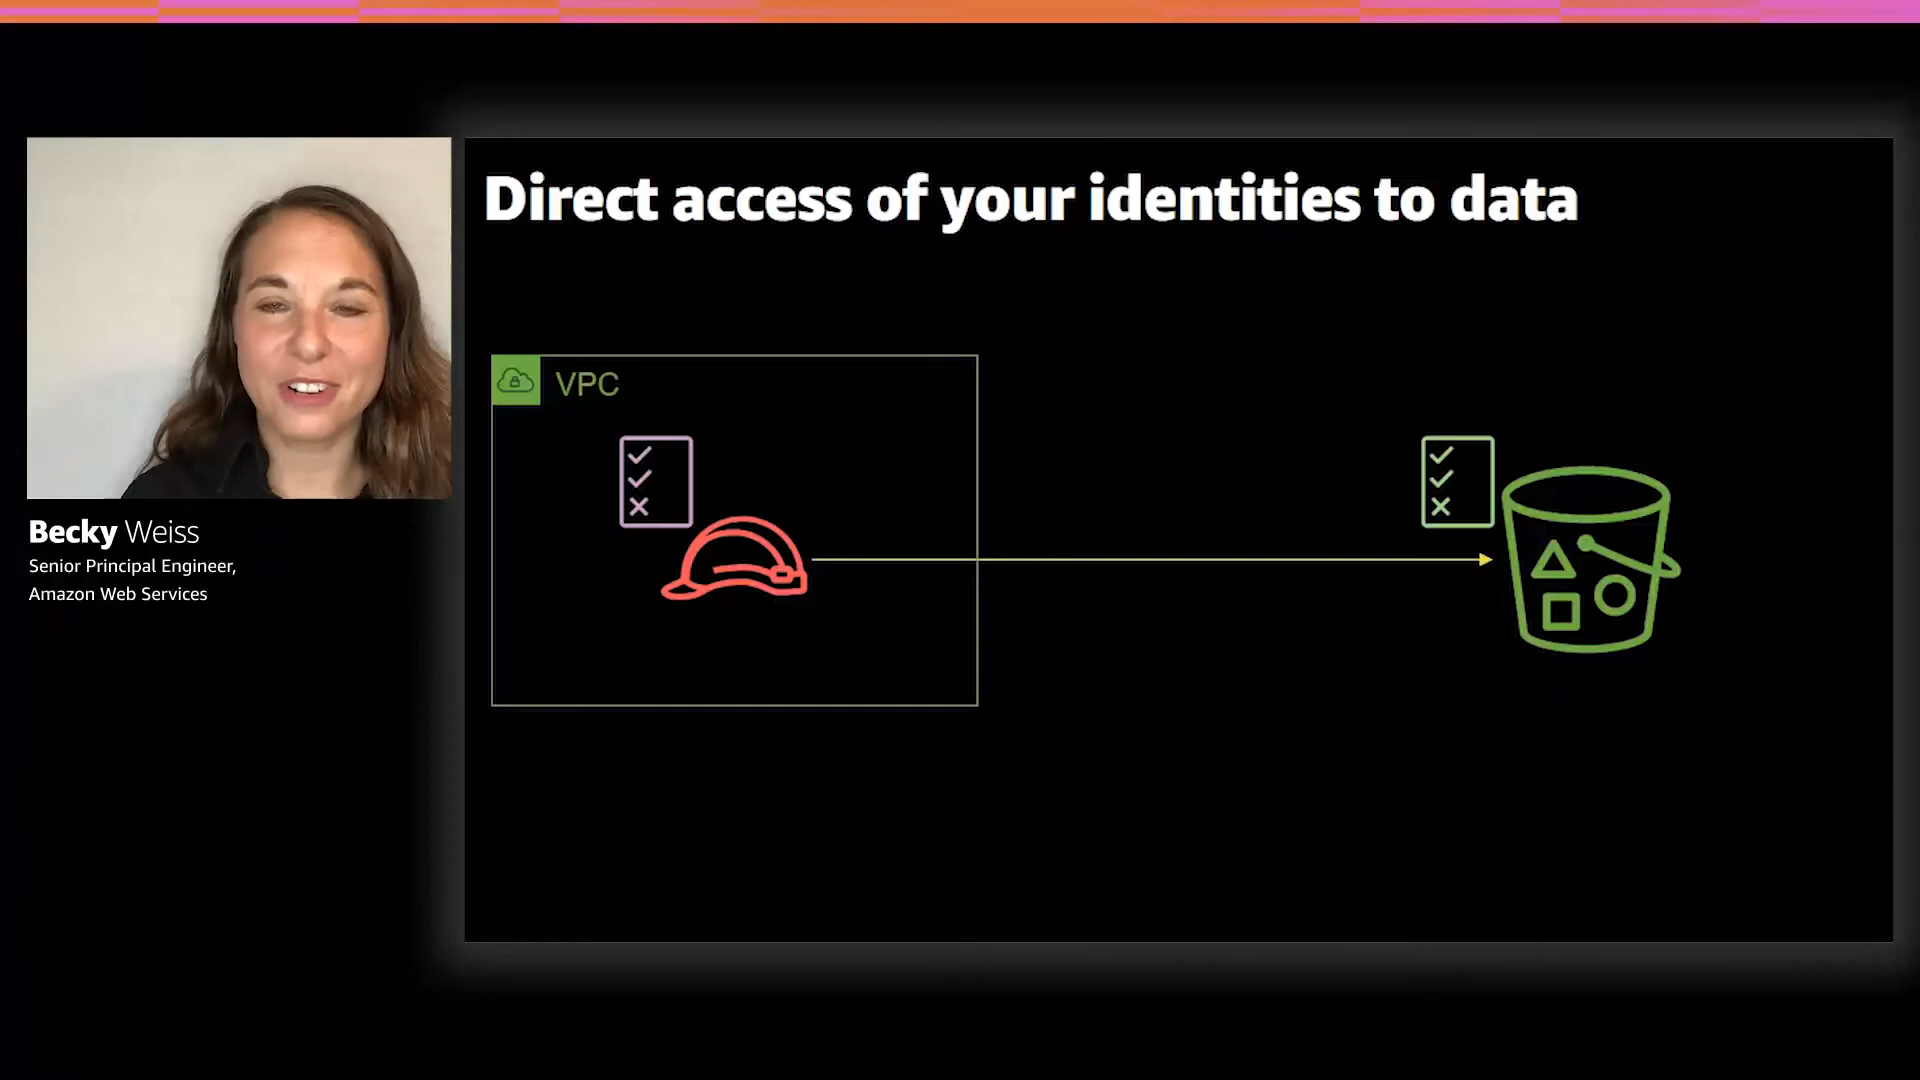 Direct access of your identities to data
VPC
Becky Weiss
Senior Principal Engineer,
Amazon Web Services